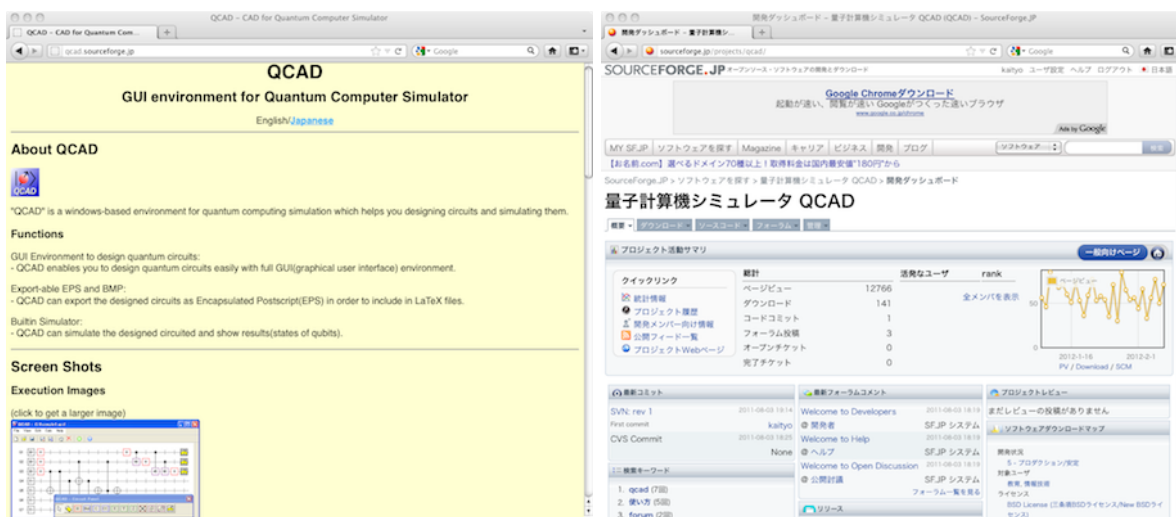 QCAD – CAD for Quantum Computer Simulator
QCAD – CAD for Quantum Com...
qcad.sourceforge.jp
Google
QCAD
GUI environment for Quantum Computer Simulator
English/Japanese
About QCAD
QCAD
"QCAD" is a windows-based environment for quantum computing simulation which helps you designing circuits and simulating them.
Functions
GUI Environment to design quantum circuits:
- QCAD enables you to design quantum circuits easily with full GUI(graphical user interface) environment.
Export-able EPS and BMP:
- QCAD can export the designed circuits as Encapsulated Postscript(EPS) in order to include in LaTeX files.
Builtin Simulator:
- QCAD can simulate the designed circuited and show results(states of qubits).
Screen Shots
Execution Images
(click to get a larger image)
開発ダッシュボード – 量子計算機シミュレータ QCAD (QCAD) – SourceForge.JP
開発ダッシュボード – 量子計算機シ...
sourceforge.jp/projects/qcad/
Google
SOURCEFORGE.JP オープンソース・ソフトウェアの開発とダウンロード
kaityo ユーザ設定 ヘルプ ログアウト 日本語
Google Chromeダウンロード
起動が速い、閲覧が速い Googleがつくった速いブラウザ
www.google.co.jp/chrome
Ads by Google
MY SF.JP ソフトウェアを探す Magazine キャリア ビジネス 開発 ブログ ソフトウェア 検索
【お名前.com】選べるドメイン70種以上！取得料金は国内最安値"180円"から
SourceForge.JP > ソフトウェアを探す > 量子計算機シミュレータ QCAD > 開発ダッシュボード
量子計算機シミュレータ QCAD
概要 ダウンロード ソースコード フォーラム 管理
プロジェクト活動サマリ
一般向けページ
クイックリンク
統計情報
プロジェクト履歴
開発メンバー向け情報
公開フィード一覧
プロジェクトWebページ
統計
ページビュー 12766
ダウンロード 141
コードコミット 1
フォーラム投稿 3
オープンチケット 0
完了チケット 0
活発なユーザ rank
全メンバを表示
ページビュー
50
0
2012-1-16 2012-2-1
PV / Download / SCM
最新コミット
SVN: rev 1 2011-08-03 19:14
First commit kaityo
CVS Commit 2011-08-03 18:25
None
検索キーワード
1. qcad (7回)
2. 使い方 (5回)
3. forum (2回)
最新フォーラムコメント
Welcome to Developers 2011-08-03 18:19
@ 開発者 SF.JP システム
Welcome to Help 2011-08-03 18:19
@ ヘルプ SF.JP システム
Welcome to Open Discussion 2011-08-03 18:19
@ 公開討議 SF.JP システム
フォーラム一覧を見る
リリース
プロジェクトレビュー
まだレビューの投稿がありません
ソフトウェアダウンロードマップ
開発状況
5 - プロダクション/安定
対象ユーザ
教育, 情報技術
ライセンス
BSD License (三条項BSDライセンス/New BSDライセンス)